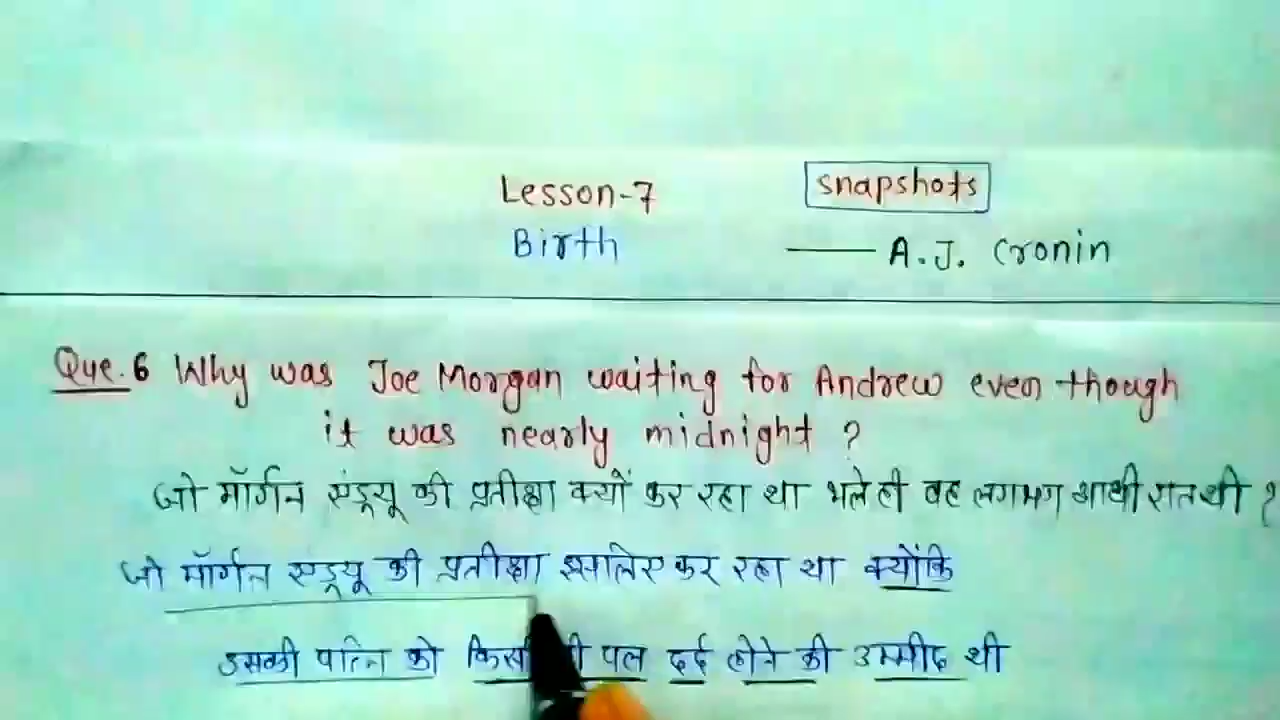 Lesson-7
snapshots
Birth
A.J. Cronin
Que. 6 Why was Joe Morgan waiting for Andrew even though
it was nearly midnight ?
जो मॉर्गन एंड्र्यू की प्रतीक्षा क्यों कर रहा था भले ही वह लगभग आधी रात थी ?
जो मॉर्गन एंड्र्यू की प्रतीक्षा इसलिए कर रहा था क्योंकि
उसकी पत्नि को पल दर्द होने की उम्मीद थी